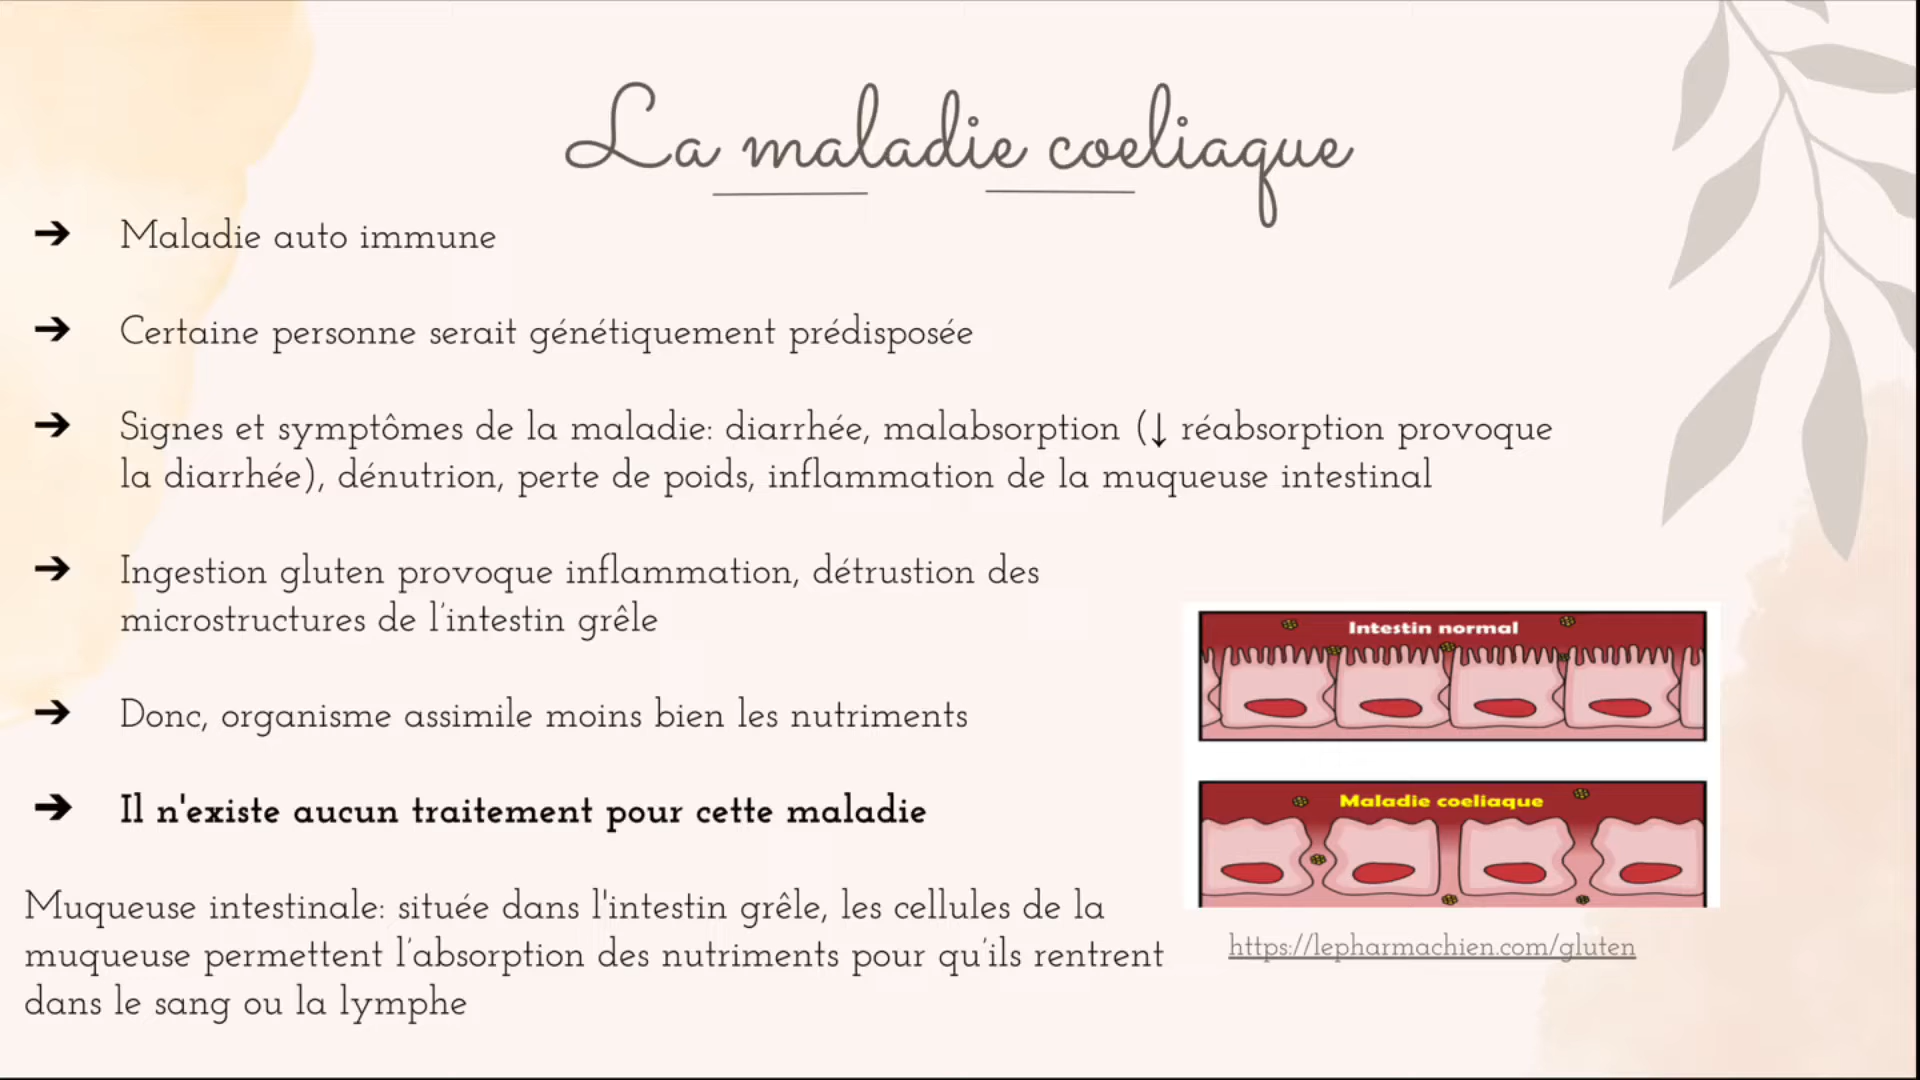 La maladie coeliaque
➔ Maladie auto immune
➔ Certaine personne serait génétiquement prédisposée
➔ Signes et symptômes de la maladie: diarrhée, malabsorption (↓ réabsorption provoque
la diarrhée), dénutrion, perte de poids, inflammation de la muqueuse intestinal
➔ Ingestion gluten provoque inflammation, détrustion des
microstructures de l'intestin grêle
➔ Donc, organisme assimile moins bien les nutriments
➔ Il n'existe aucun traitement pour cette maladie
Muqueuse intestinale: située dans l'intestin grêle, les cellules de la
muqueuse permettent l'absorption des nutriments pour qu'ils rentrent
dans le sang ou la lymphe
Intestin normal
Maladie coeliaque
https://lepharmachien.com/gluten